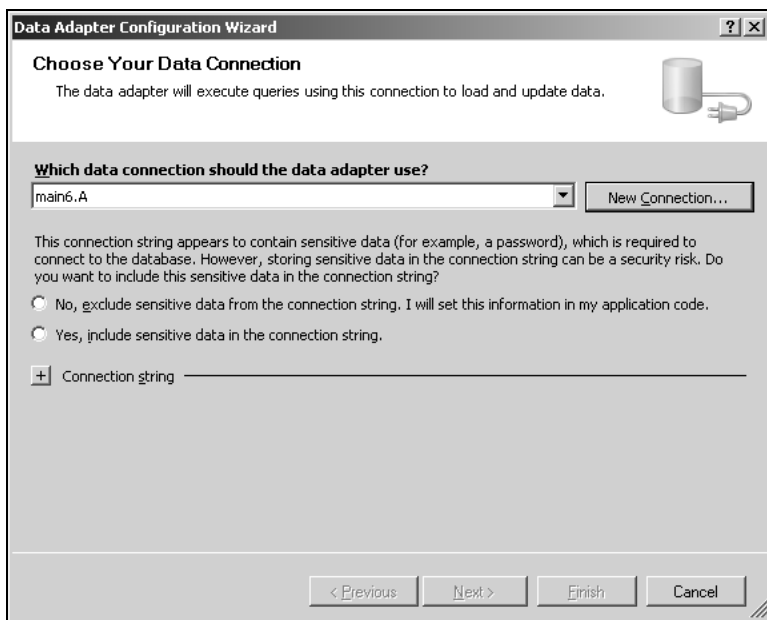 Data Adapter Configuration Wizard
Choose Your Data Connection
The data adapter will execute queries using this connection to load and update data.
Which data connection should the data adapter use?
main6.A
New Connection...
This connection string appears to contain sensitive data (for example, a password), which is required to
connect to the database. However, storing sensitive data in the connection string can be a security risk. Do
you want to include this sensitive data in the connection string?
No, exclude sensitive data from the connection string. I will set this information in my application code.
Yes, include sensitive data in the connection string.
+ Connection string
< Previous
Next >
Finish
Cancel